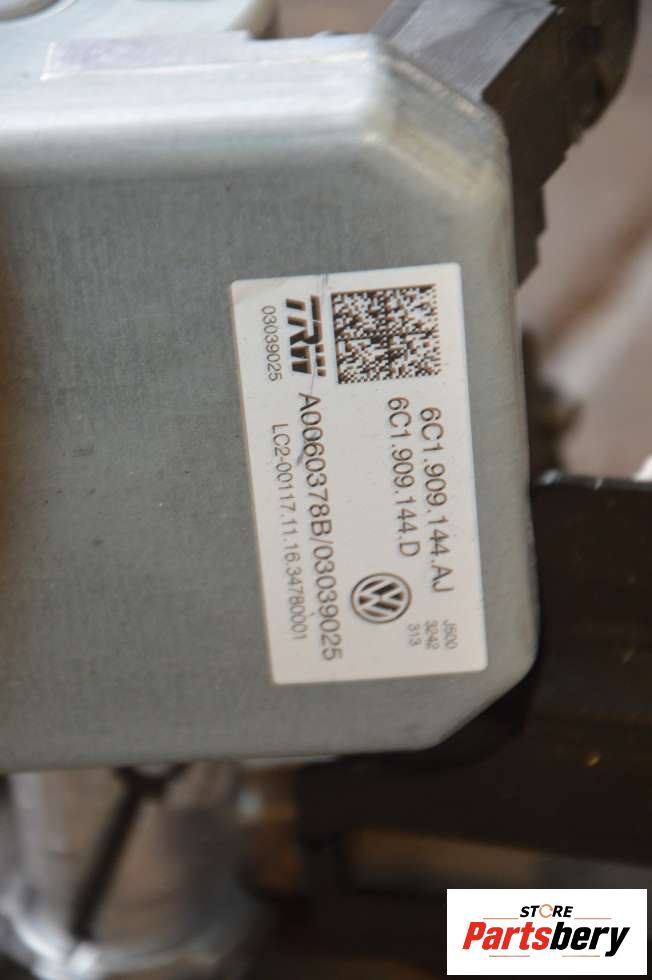 6C1.909.144.AJ
6C1.909.144.D
J500
3242
313
TRW
03039025
A0060378B/03039025
LC2-00117.11.16.34780001
STORE
Partsbery